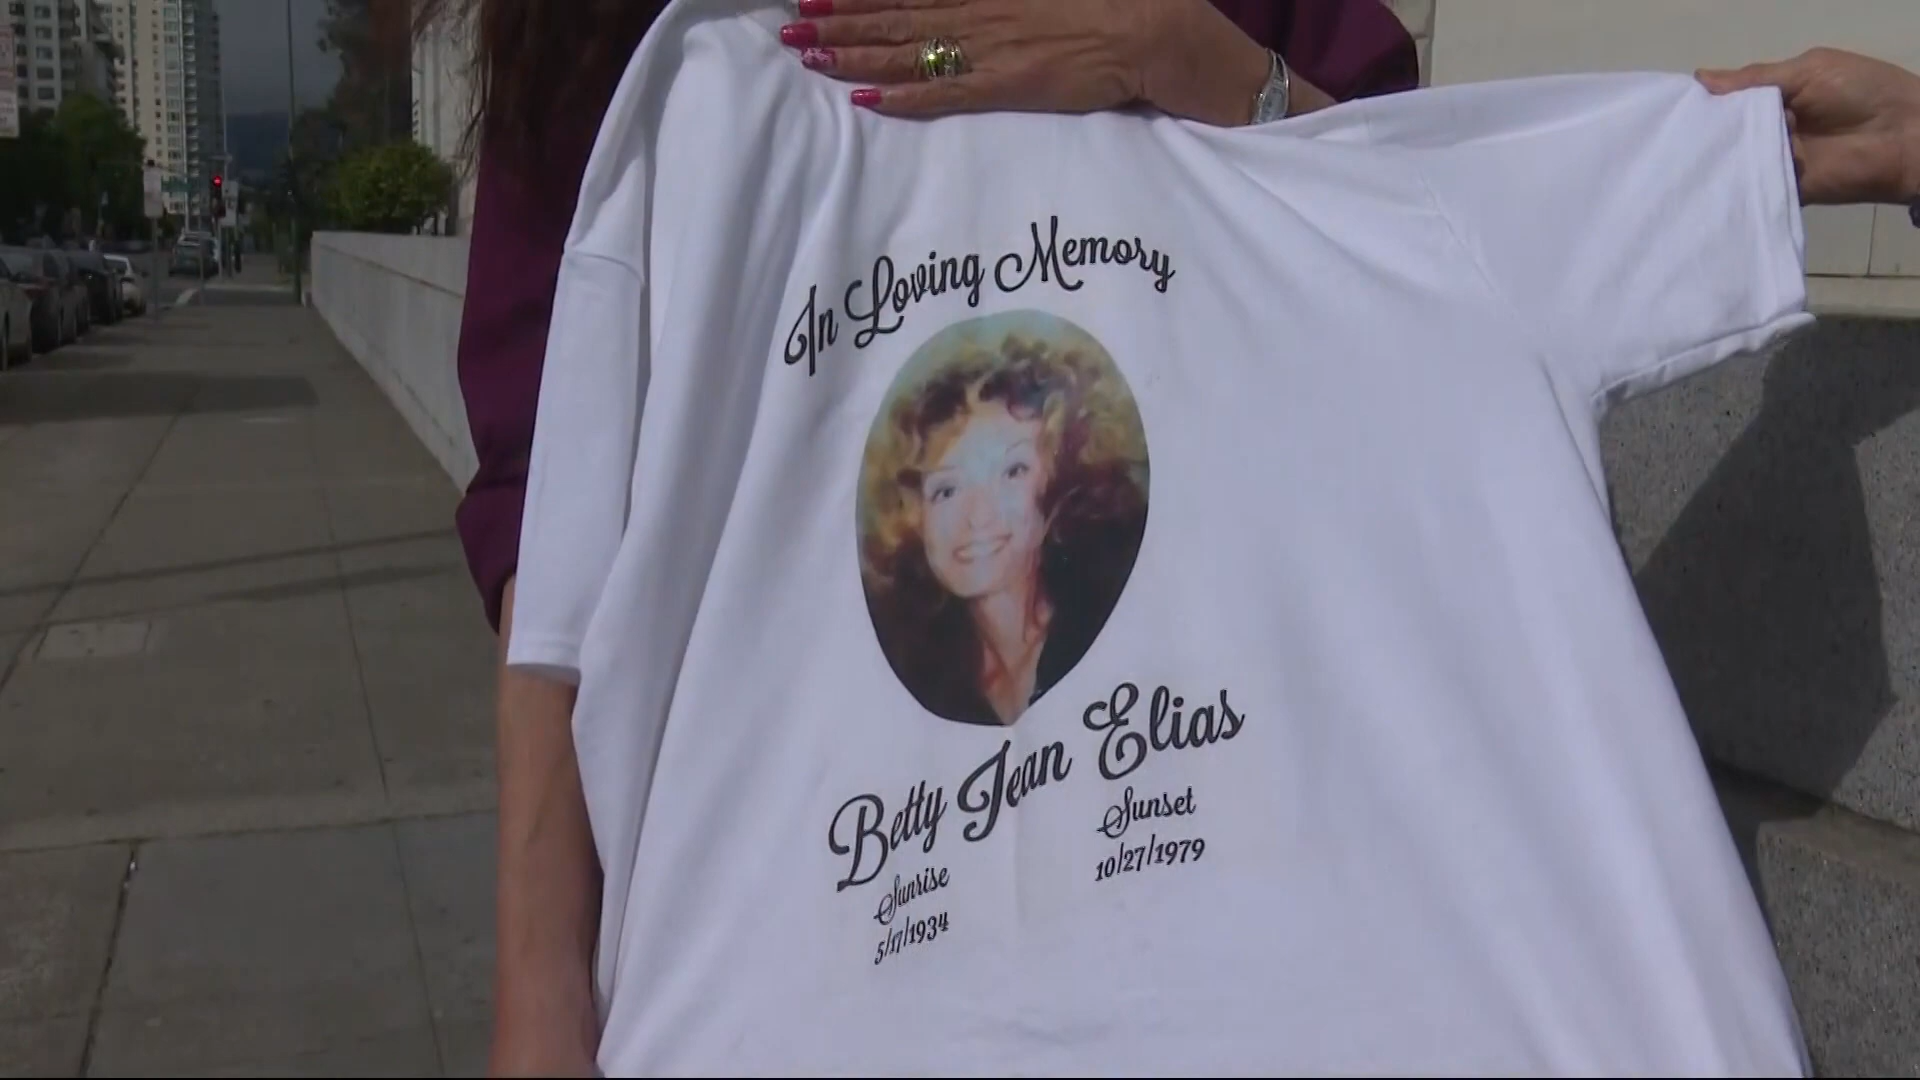 In Loving Memory
Betty Jean Elias
Sunrise
5/17/1934
Sunset
10/27/1979